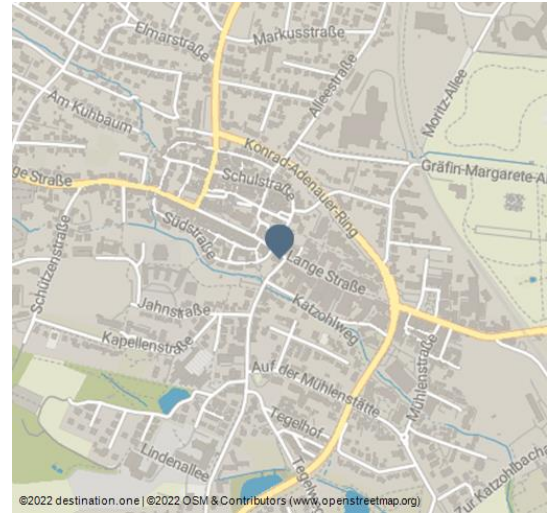 Elmarstraße
Markusstraße
Alleestraße
Am Kuhbaum
Moritz-Allee
Konrad-Adenauer-Ring
Gräfin-Margarete-A
Schulstraße
ge Straße
Südstraße
Lange Straße
Schützenstraße
Jahnstraße
Katzohlweg
Kapellenstraße
Auf der Mühlenstätte
Mühlenstraße
Tegelhof
Lindenallee
Tegelweg
Zur Katzohlbacha
©2022 destination.one | ©2022 OSM & Contributors (www.openstreetmap.org)